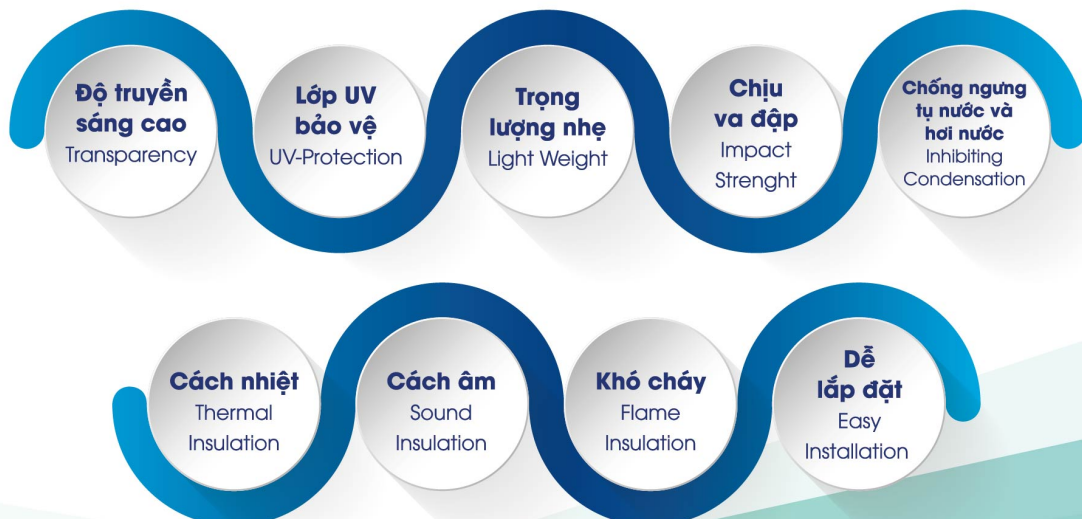 Độ truyền
sáng cao
Transparency
Lớp UV
bảo vệ
UV-Protection
Trọng
lượng nhẹ
Light Weight
Chịu
va đập
Impact
Strenght
Chống ngưng
tụ nước và
hơi nước
Inhibiting
Condensation
Cách nhiệt
Thermal
Insulation
Cách âm
Sound
Insulation
Khó cháy
Flame
Insulation
Dễ
lắp đặt
Easy
Installation